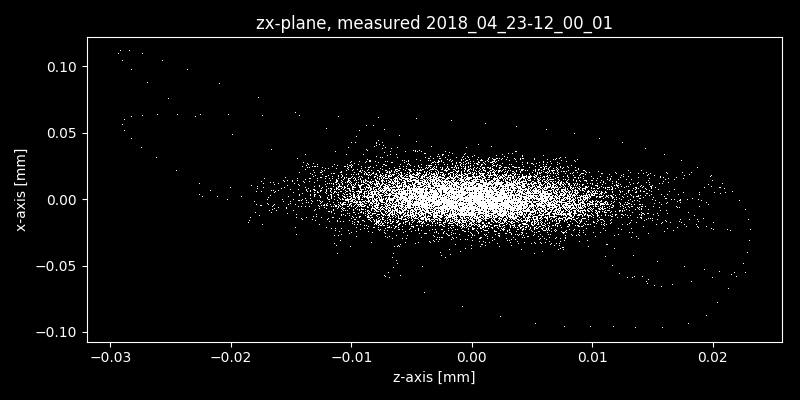 zx-plane, measured 2018_04_23-12_00_01
0.10
0.05
0.00
−0.05
−0.10
x-axis [mm]
−0.03 −0.02 −0.01 0.00 0.01 0.02
z-axis [mm]